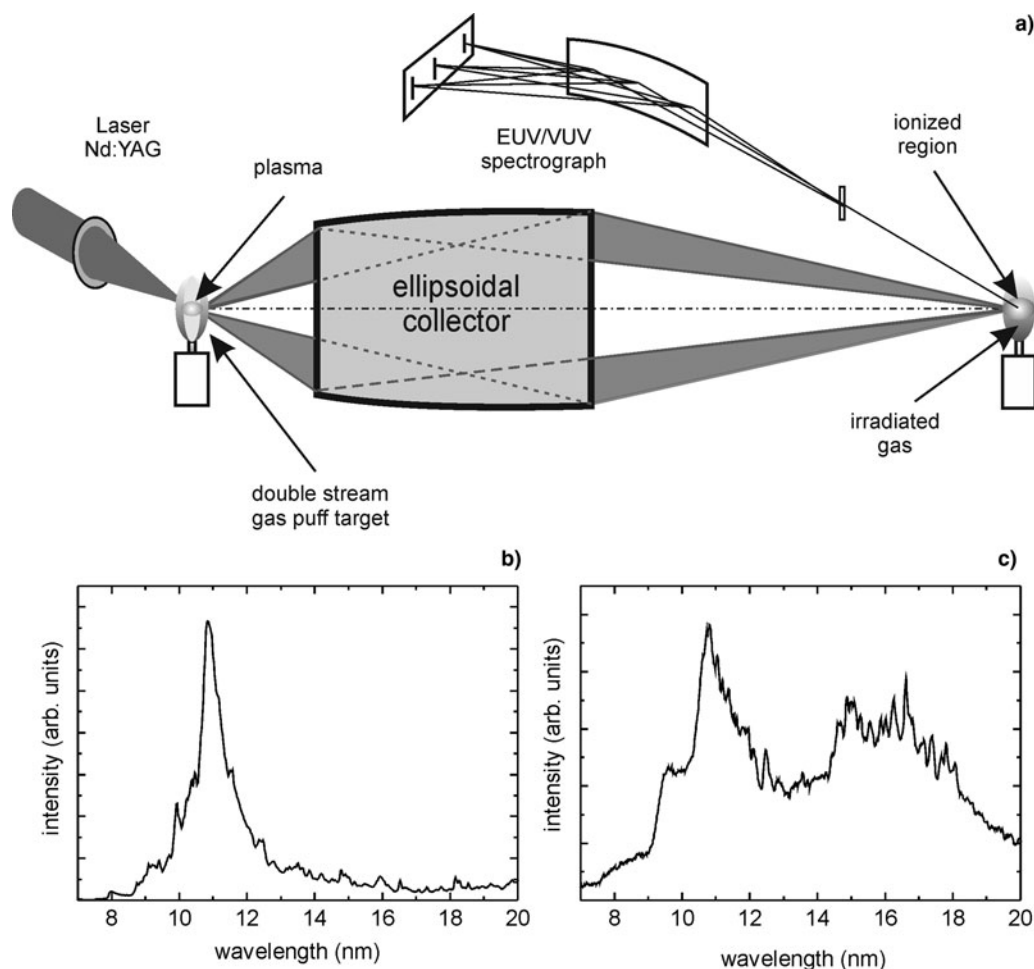 a)
Laser
Nd:YAG
plasma
EUV/VUV
spectrograph
ionized
region
ellipsoidal
collector
double stream
gas puff target
irradiated
gas
b)
intensity (arb. units)
8 10 12 14 16 18 20
wavelength (nm)
c)
intensity (arb. units)
8 10 12 14 16 18 20
wavelength (nm)